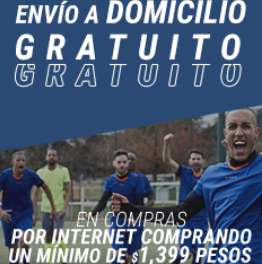 ENVÍO A DOMICILIO
GRATUITO
GRATUITO
EN COMPRAS
POR INTERNET COMPRANDO
UN MÍNIMO DE $1,399 PESOS